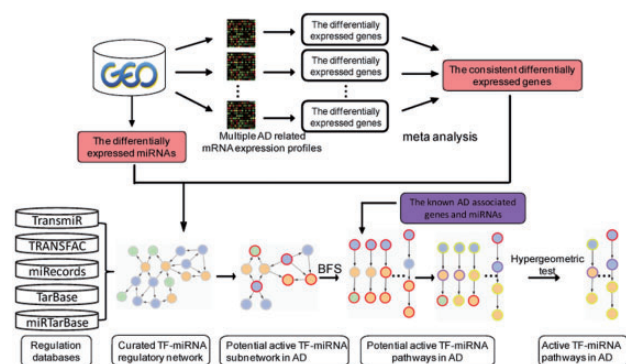 GEO
The differentially
expressed genes
The differentially
expressed genes
The differentially
expressed genes
The consistent differentially
expressed genes
The differentially
expressed miRNAs
Multiple AD related
mRNA expression profiles
meta analysis
The known AD associated
genes and miRNAs
TransmiR
TRANSFAC
miRecords
TarBase
miRTarBase
BFS
Hypergeometric
test
Regulation
databases
Curated TF-miRNA
regulatory network
Potential active TF-miRNA
subnetwork in AD
Potential active TF-miRNA
pathways in AD
Active TF-miRNA
pathways in AD